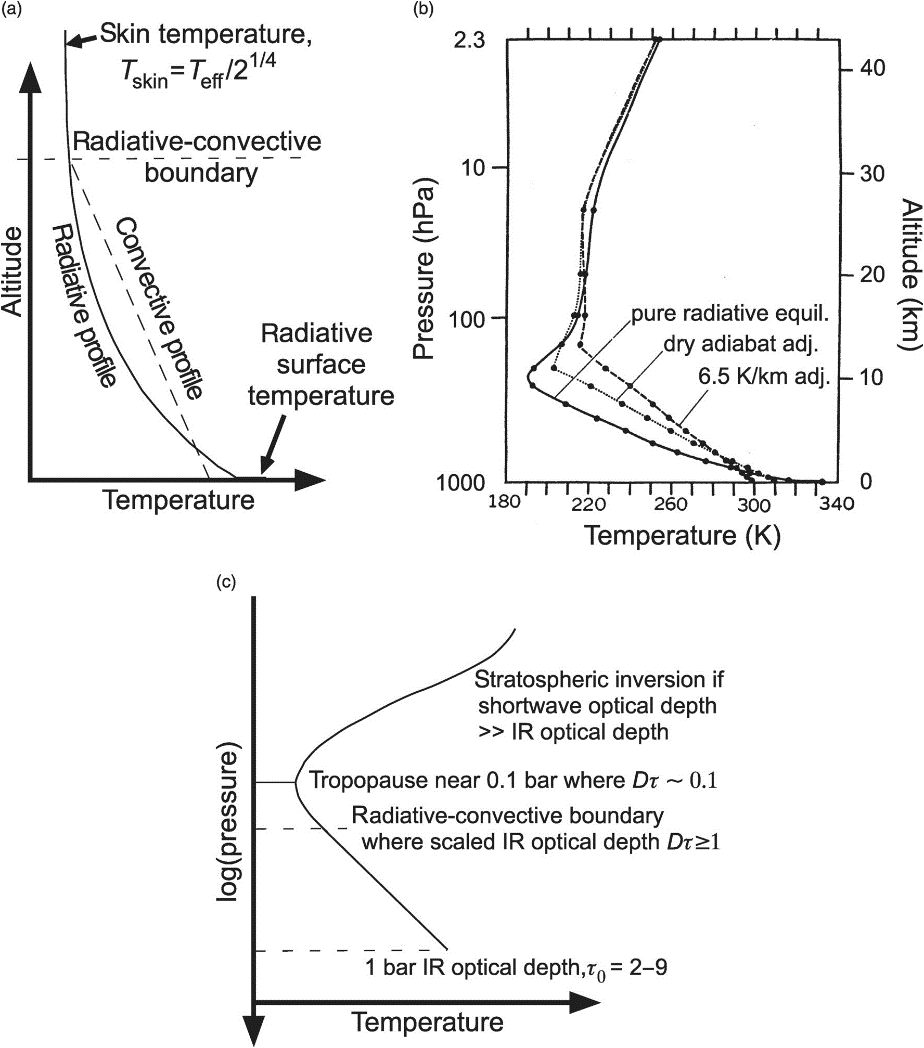 (a)
Skin temperature,
T_skin = T_eff/2^1/4
Radiative-convective
boundary
Altitude
Radiative profile
Convective profile
Radiative
surface
temperature
Temperature
(b)
2.3
10
100
1000
Pressure (hPa)
40
30
20
10
0
Altitude (km)
pure radiative equil.
dry adiabat adj.
6.5 K/km adj.
180 220 260 300 340
Temperature (K)
(c)
Stratospheric inversion if
shortwave optical depth
>> IR optical depth
Tropopause near 0.1 bar where Dτ ~ 0.1
Radiative-convective boundary
where scaled IR optical depth Dτ≥1
log(pressure)
1 bar IR optical depth,τ₀ = 2–9
Temperature